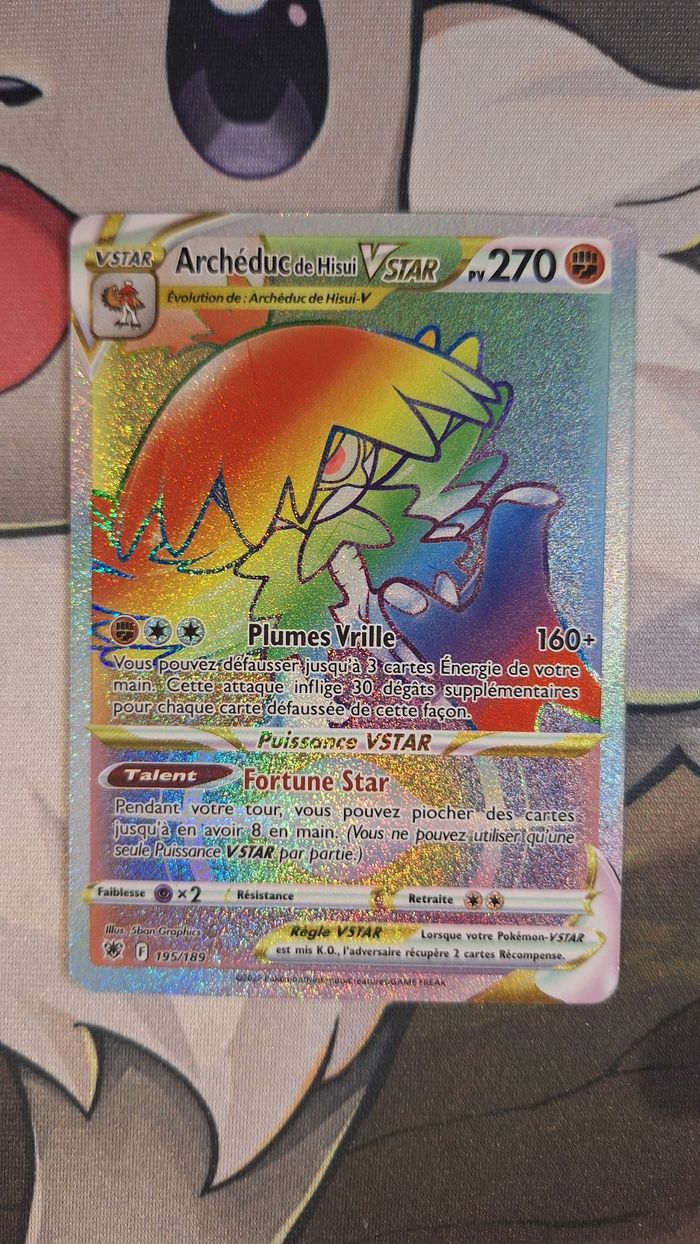 VSTAR Archéduc de Hisui VSTAR PV 270
Évolution de : Archéduc de Hisui-V
Plumes Vrille 160+
Vous pouvez défausser jusqu'à 3 cartes Énergie de votre
main. Cette attaque inflige 30 dégâts supplémentaires
pour chaque carte défaussée de cette façon.
Puissance VSTAR
Talent Fortune Star
Pendant votre tour, vous pouvez piocher des cartes
jusqu'à en avoir 8 en main. (Vous ne pouvez utiliser qu'une
seule Puissance VSTAR par partie.)
Faiblesse ×2 Résistance Retraite
Illus. 5ban Graphics
Règle VSTAR Lorsque votre Pokémon-VSTAR
est mis K.O., l'adversaire récupère 2 cartes Récompense.
F 195/189
GAME FREAK